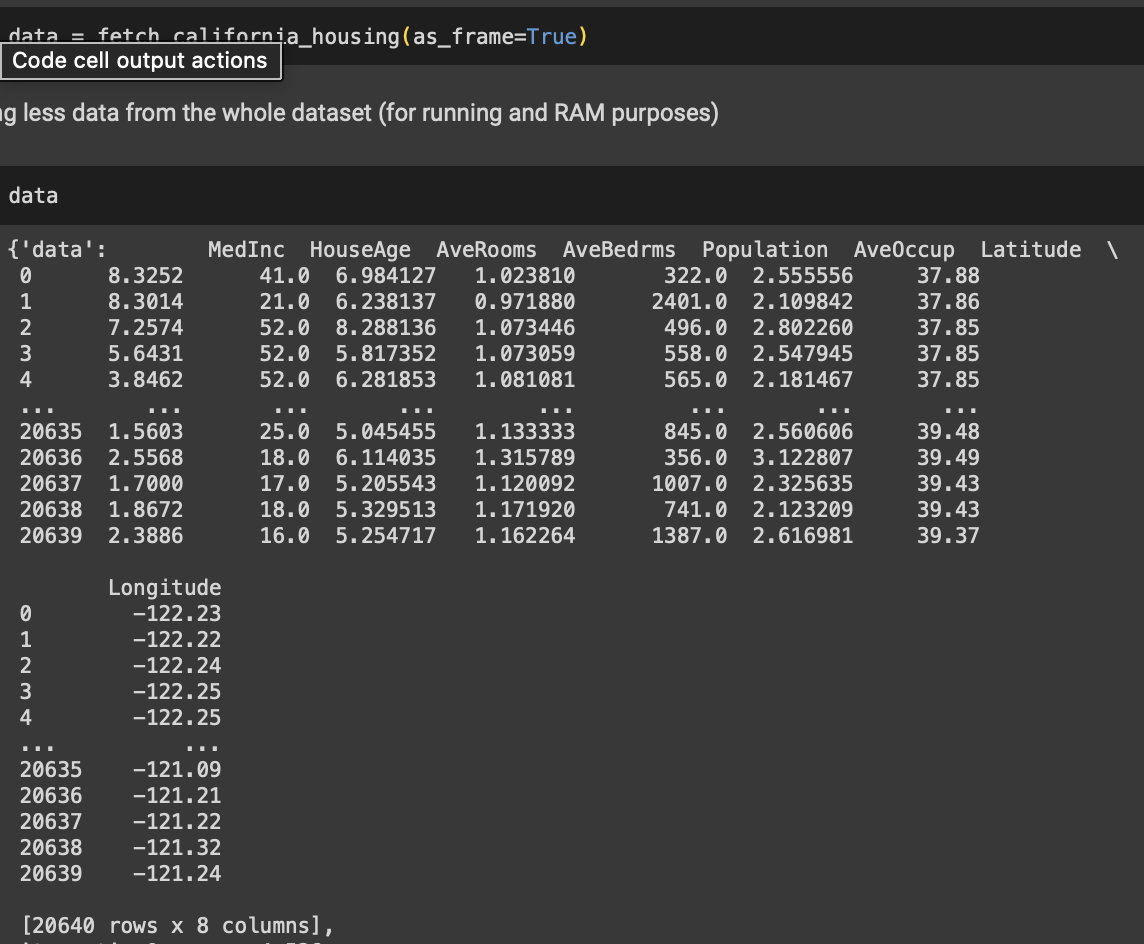 data = fetch_california_housing(as_frame=True)
Code cell output actions
less data from the whole dataset (for running and RAM purposes)
data
{'data':        MedInc  HouseAge  AveRooms  AveBedrms  Population  AveOccup  Latitude  \
0      8.3252      41.0  6.984127   1.023810       322.0  2.555556     37.88
1      8.3014      21.0  6.238137   0.971880      2401.0  2.109842     37.86
2      7.2574      52.0  8.288136   1.073446       496.0  2.802260     37.85
3      5.6431      52.0  5.817352   1.073059       558.0  2.547945     37.85
4      3.8462      52.0  6.281853   1.081081       565.0  2.181467     37.85
...       ...       ...       ...        ...         ...       ...       ...
20635  1.5603      25.0  5.045455   1.133333       845.0  2.560606     39.48
20636  2.5568      18.0  6.114035   1.315789       356.0  3.122807     39.49
20637  1.7000      17.0  5.205543   1.120092      1007.0  2.325635     39.43
20638  1.8672      18.0  5.329513   1.171920       741.0  2.123209     39.43
20639  2.3886      16.0  5.254717   1.162264      1387.0  2.616981     39.37
Longitude
0        -122.23
1        -122.22
2        -122.24
3        -122.25
4        -122.25
...          ...
20635    -121.09
20636    -121.21
20637    -121.22
20638    -121.32
20639    -121.24
[20640 rows x 8 columns],